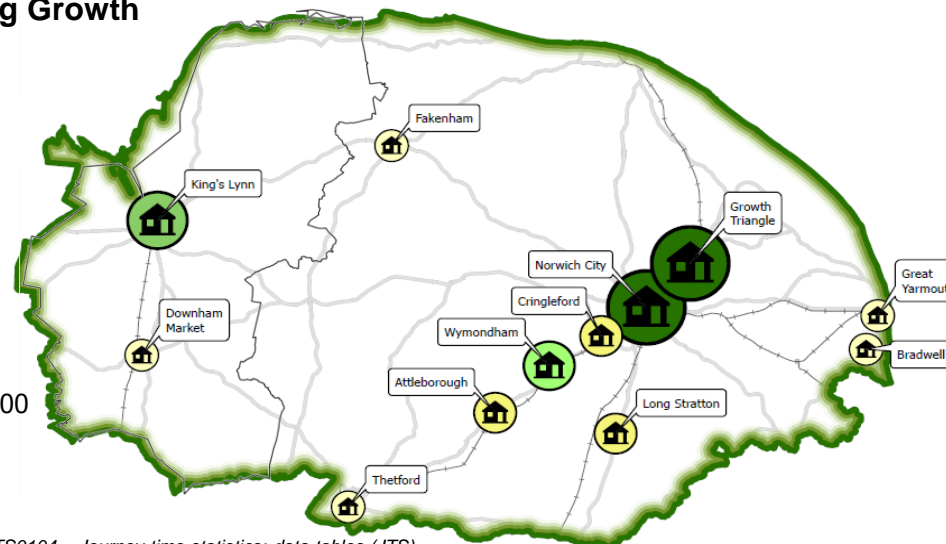 g Growth
Fakenham
King's Lynn
Growth
Triangle
Norwich City
Great
Yarmout
Cringleford
Downham
Market
Wymondham
Bradwell
Attleborough
00
Long Stratton
Thetford